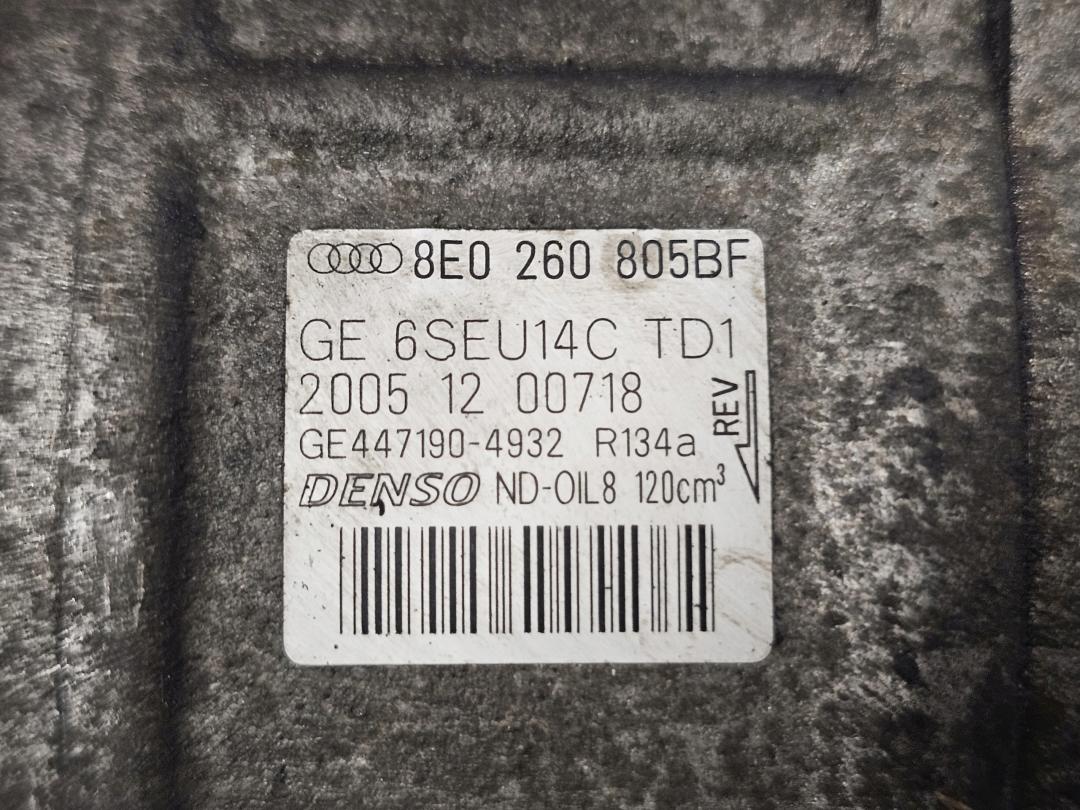 8E0 260 805BF
GE 6SEU14C TD1
2005 12 00718
REV
GE447190-4932 R134a
DENSO ND-OIL8 120cm³